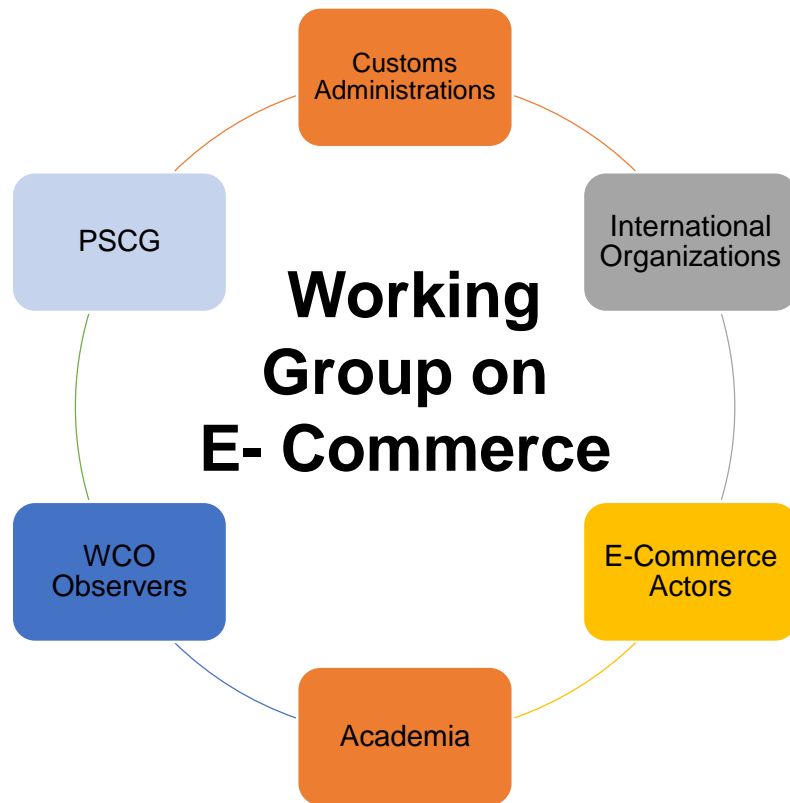 Customs
Administrations
International
Organizations
E-Commerce
Actors
Academia
WCO
Observers
PSCG
Working
Group on
E- Commerce